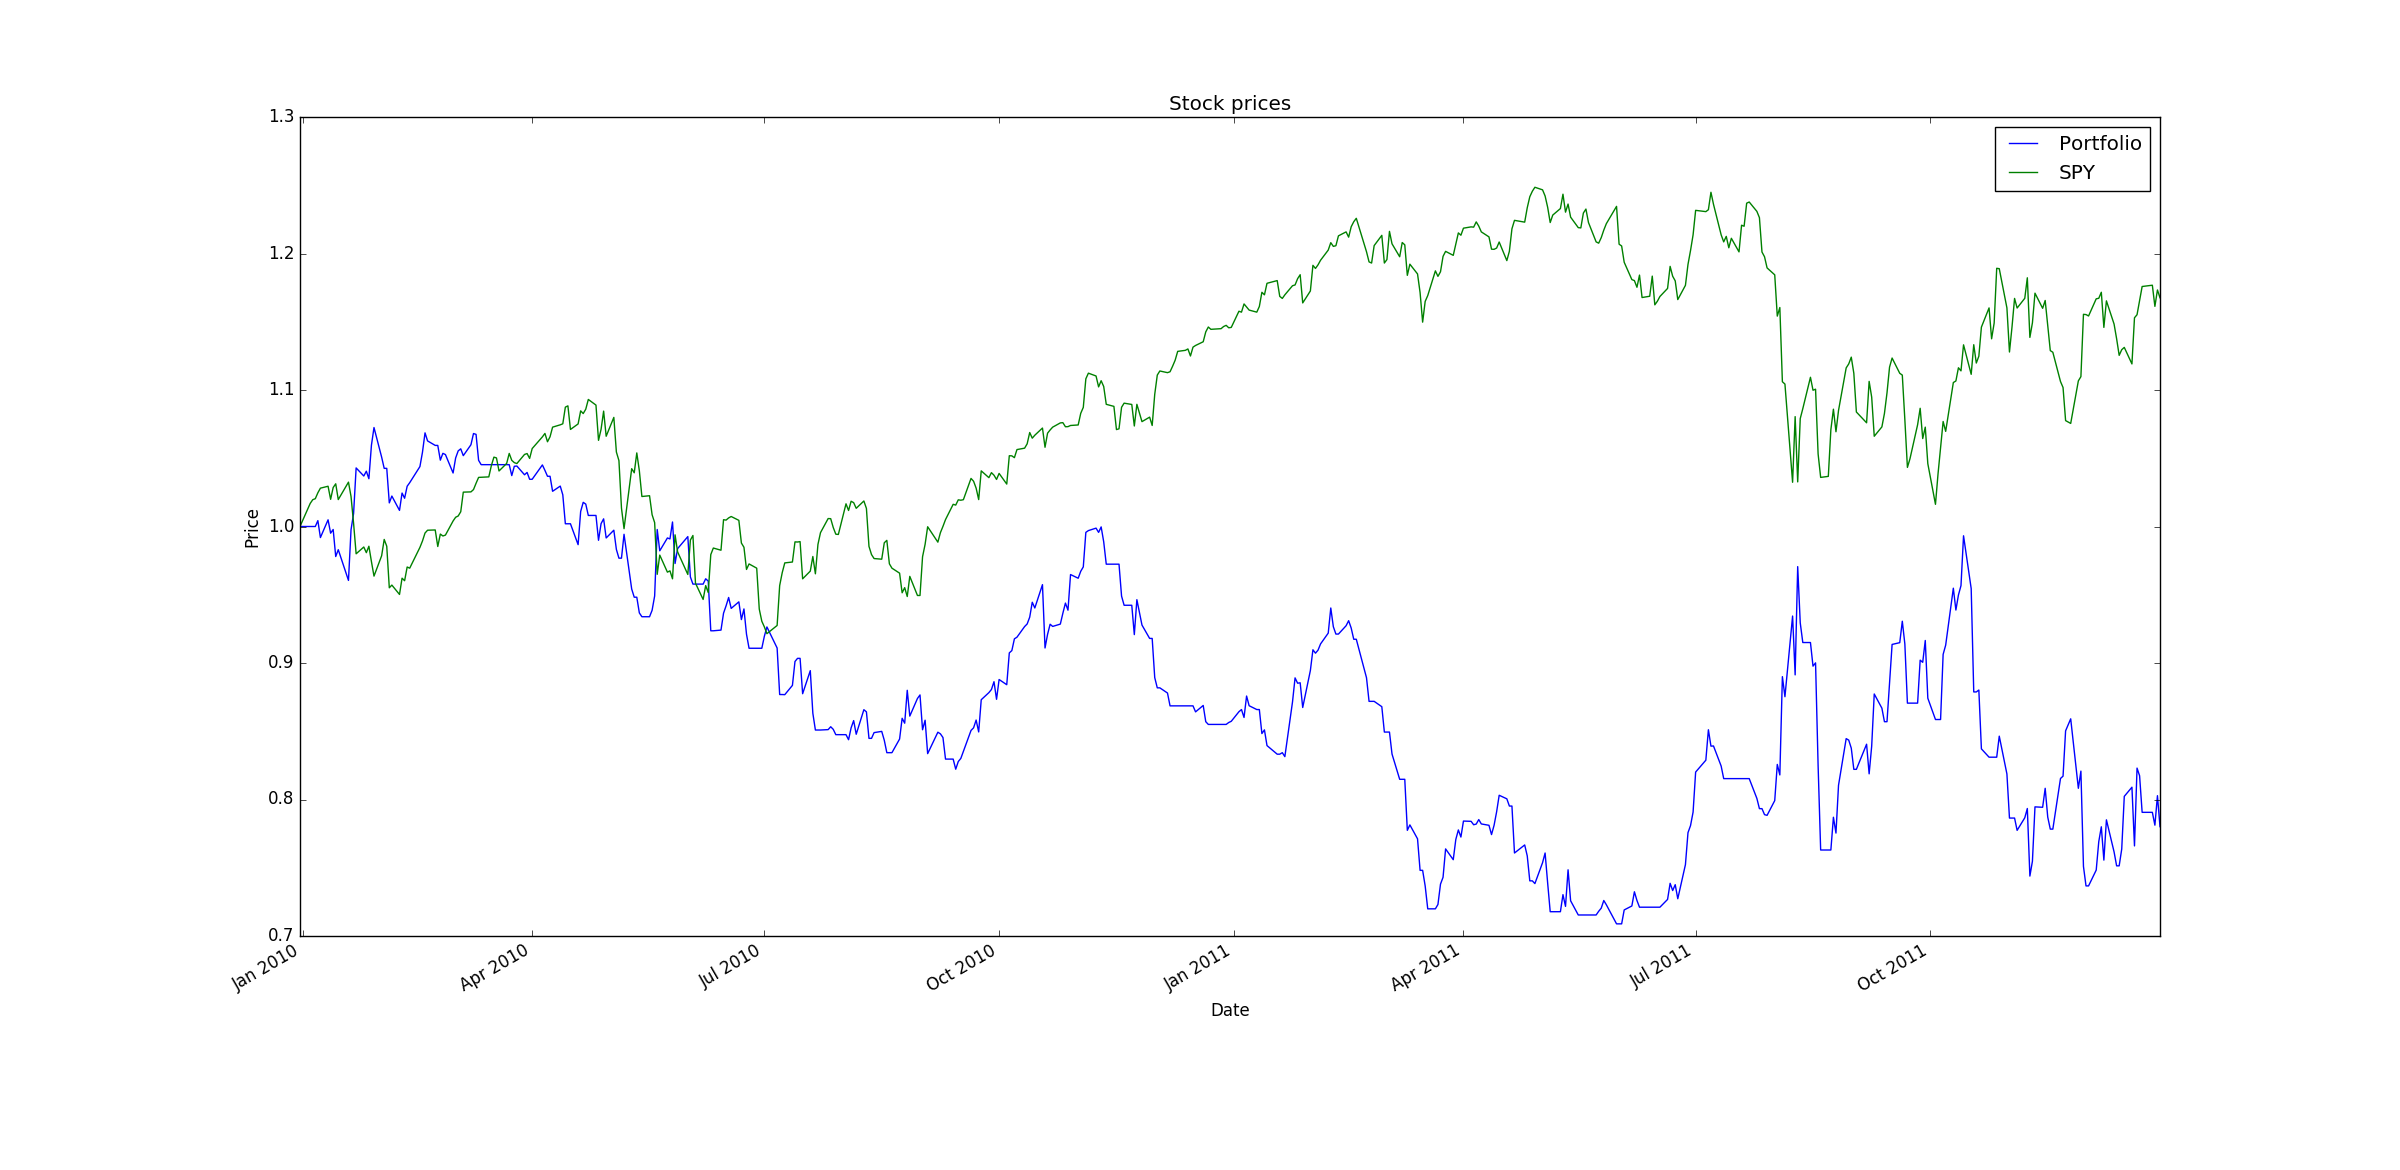 Stock prices
Portfolio
SPY
1.3
1.2
1.1
1.0
0.9
0.8
0.7
Price
Jan 2010
Apr 2010
Jul 2010
Oct 2010
Jan 2011
Apr 2011
Jul 2011
Oct 2011
Date